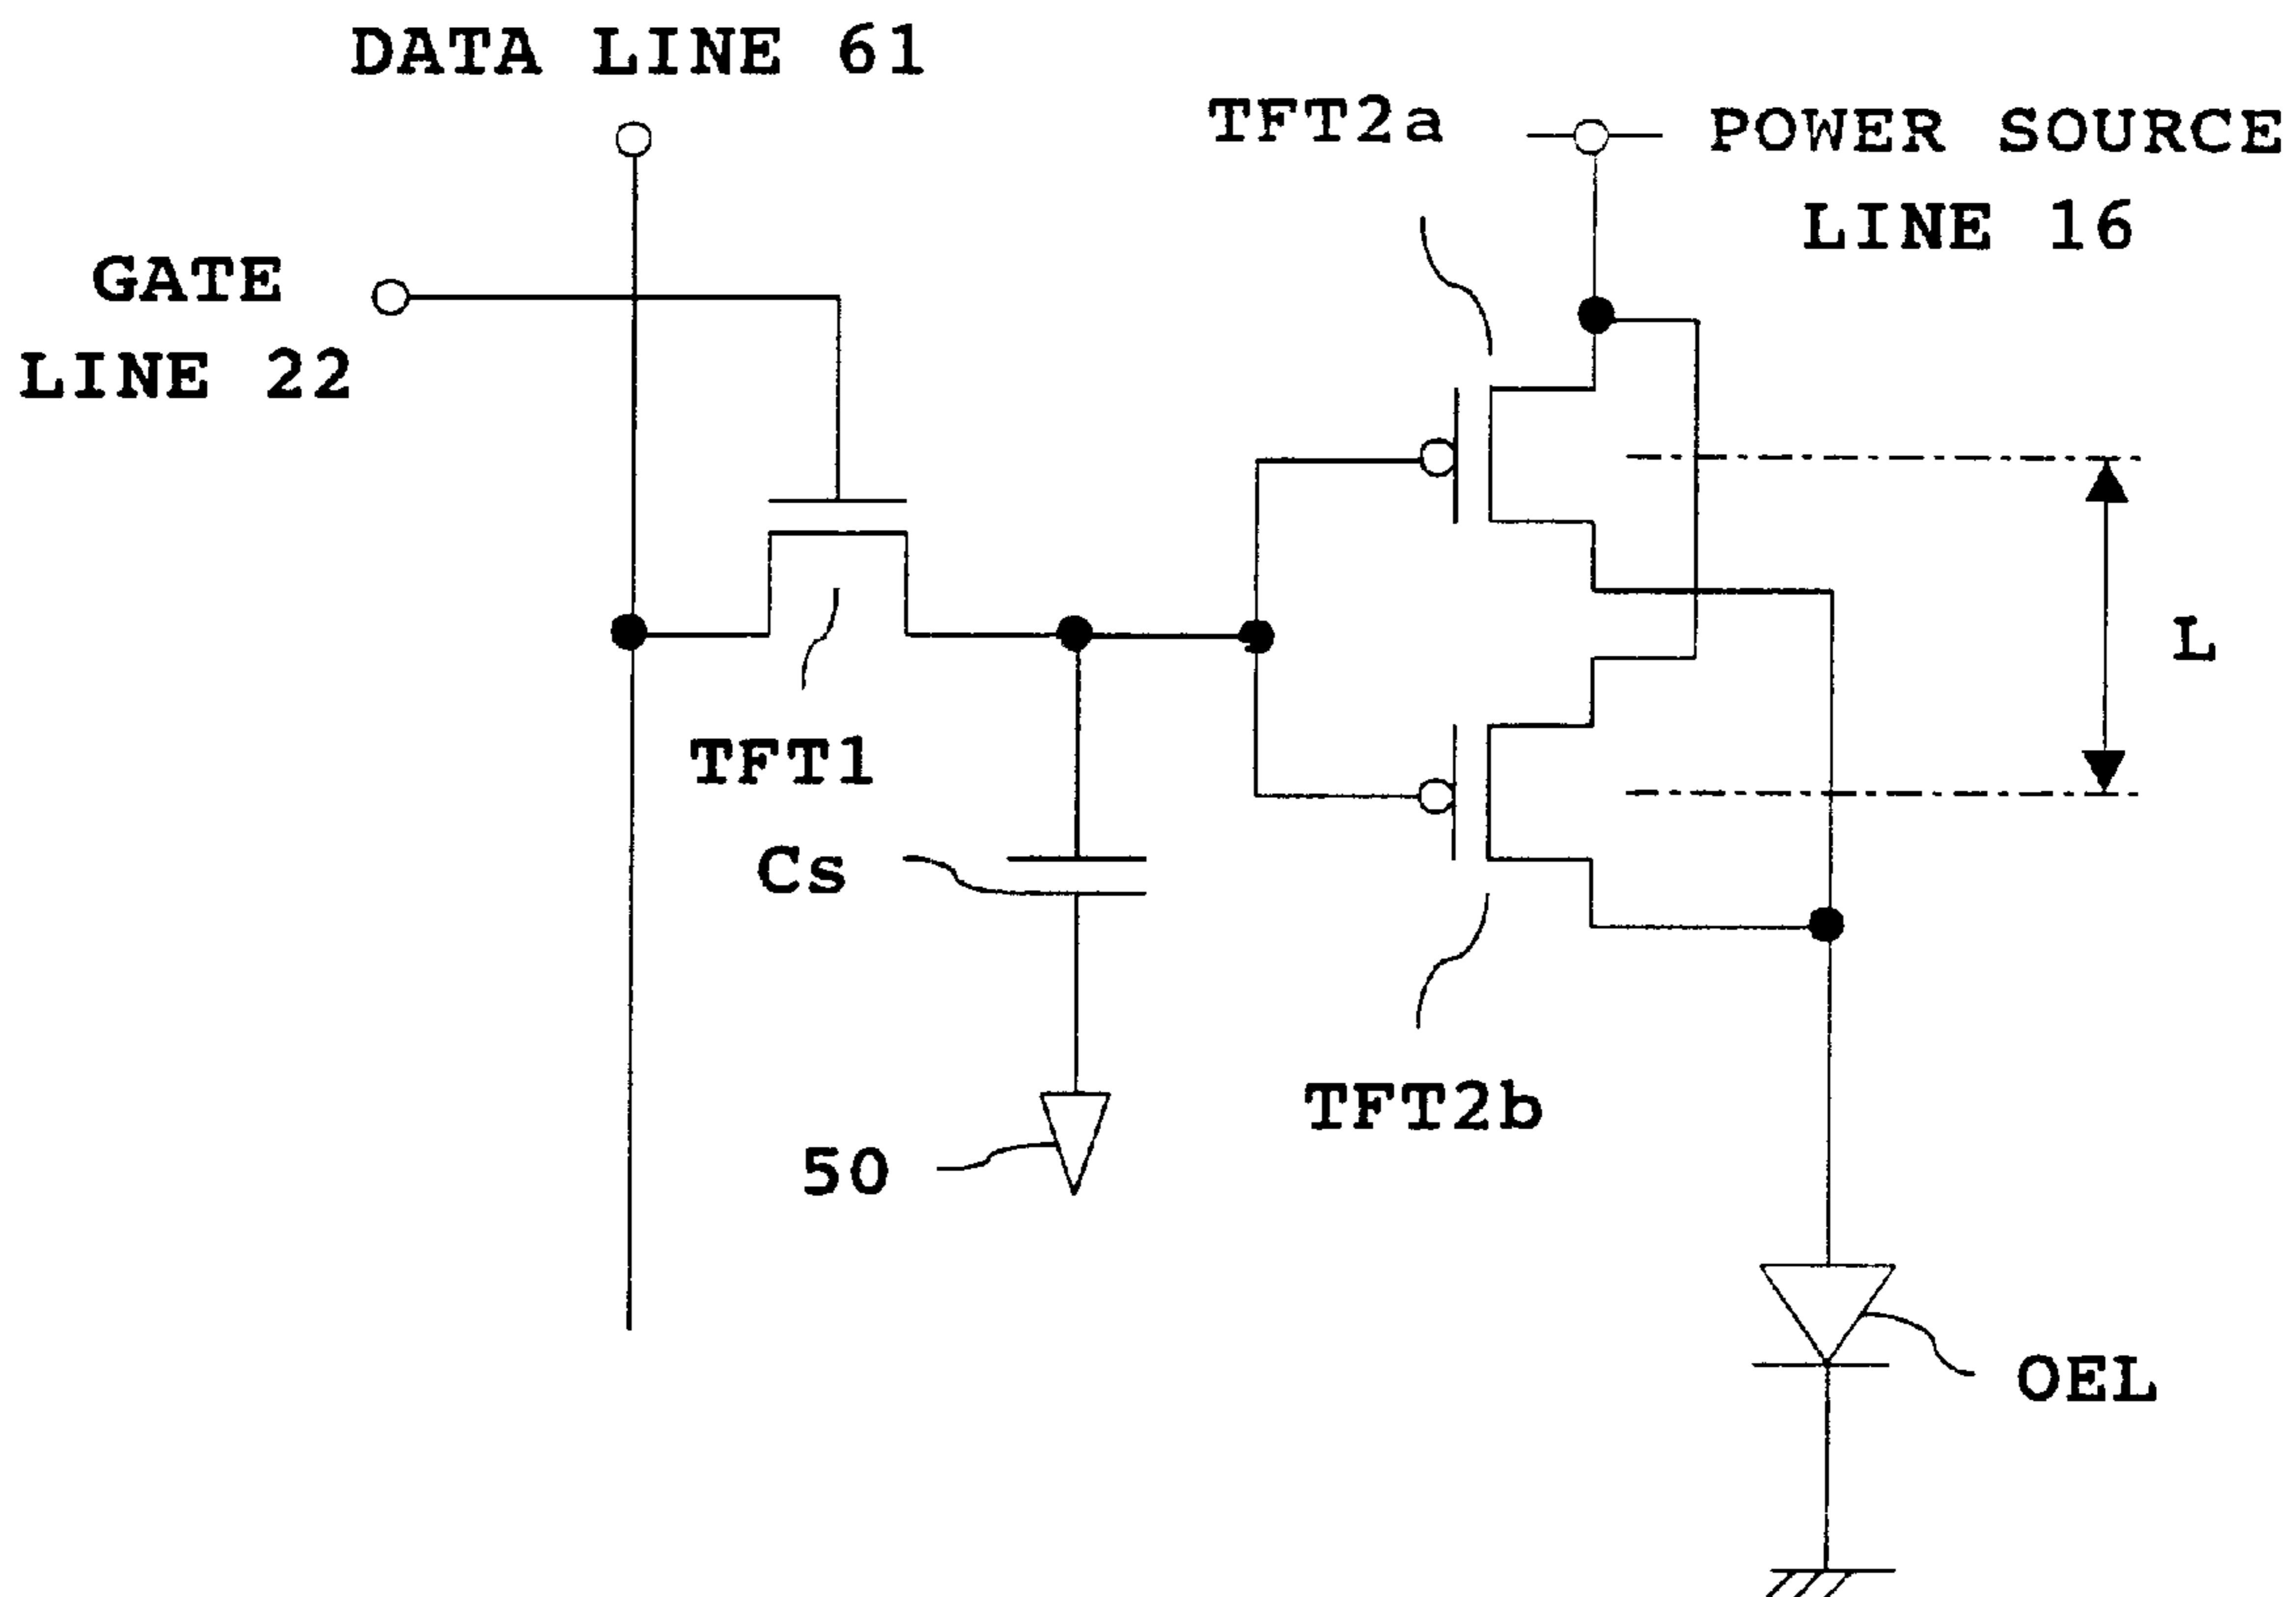 DATA LINE 61
TFT2a
POWER SOURCE
LINE 16
GATE
LINE 22
L
TFT1
Cs
TFT2b
50
OEL